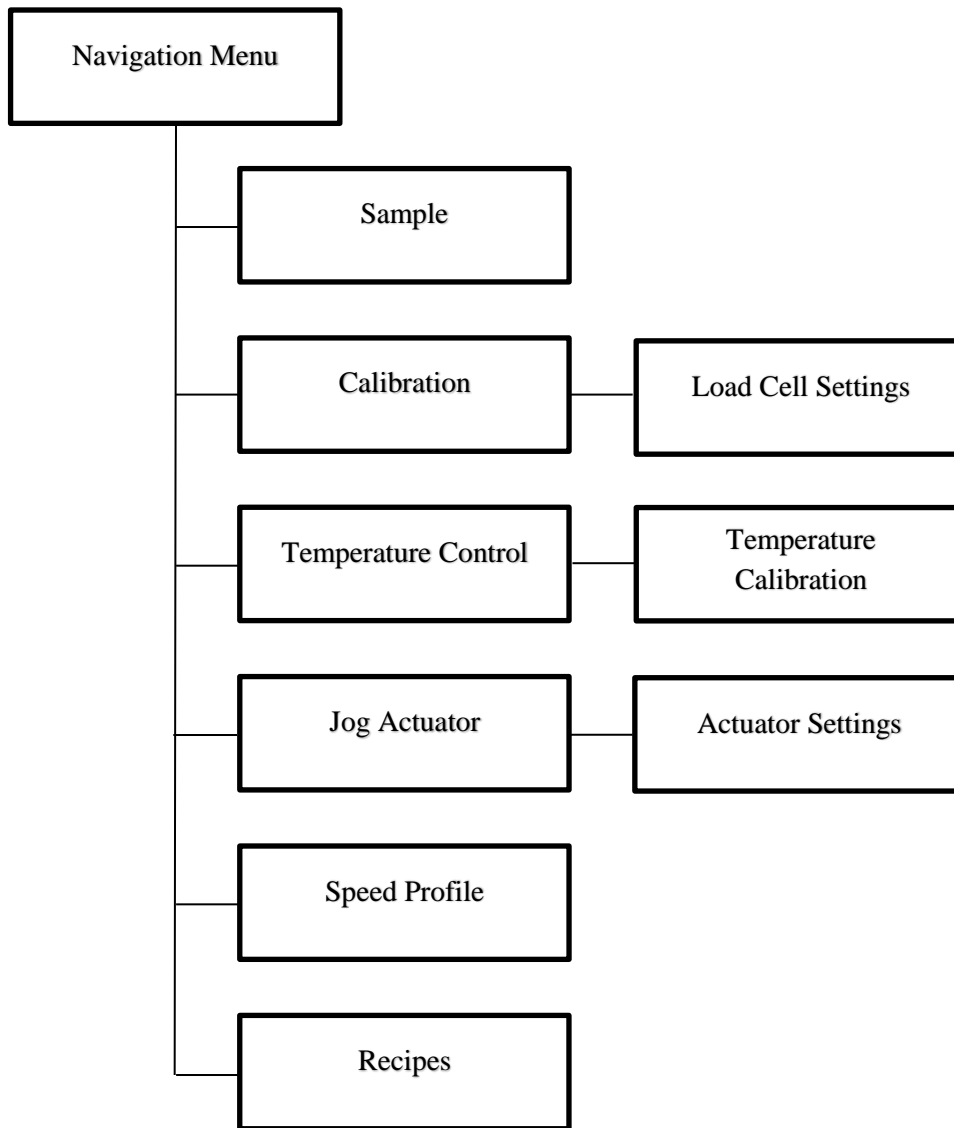 Navigation Menu
Sample
Calibration
Load Cell Settings
Temperature Control
Temperature
Calibration
Jog Actuator
Actuator Settings
Speed Profile
Recipes